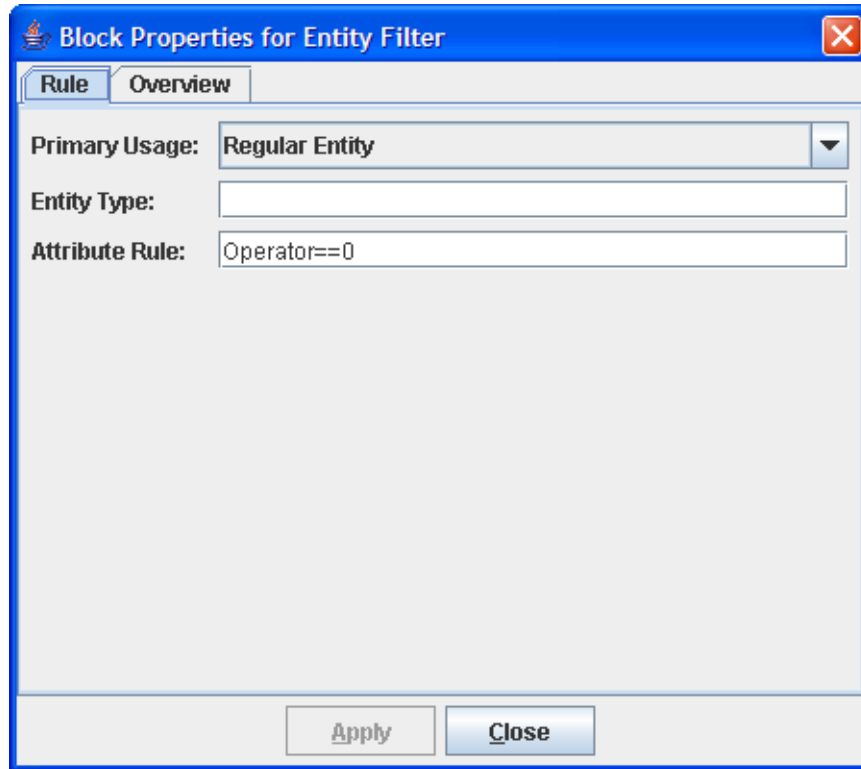 Block Properties for Entity Filter
Rule Overview
Primary Usage: Regular Entity
Entity Type:
Attribute Rule: Operator==0
Apply Close